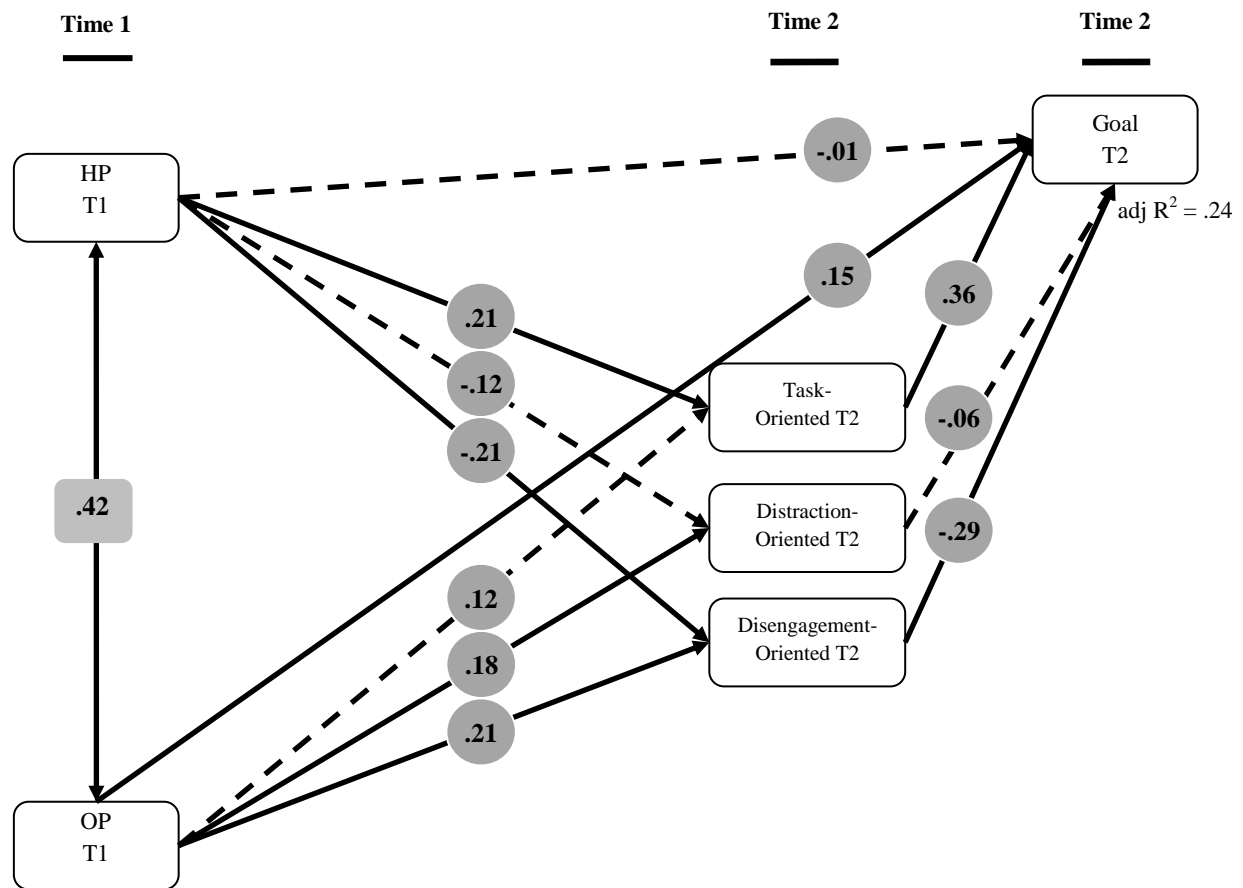 Time 1
Time 2
Time 2
Goal
T2
adj R² = .24
HP
T1
-.01
.15
.36
.21
-.12
-.21
Task-
Oriented T2
-.06
.42
Distraction-
Oriented T2
-.29
.12
.18
.21
Disengagement-
Oriented T2
OP
T1